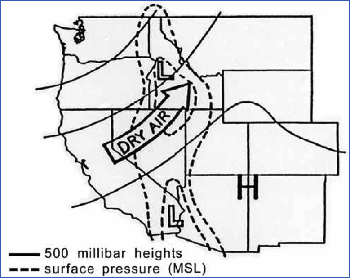 L
DRY AIR
H
L
500 millibar heights
surface pressure (MSL)